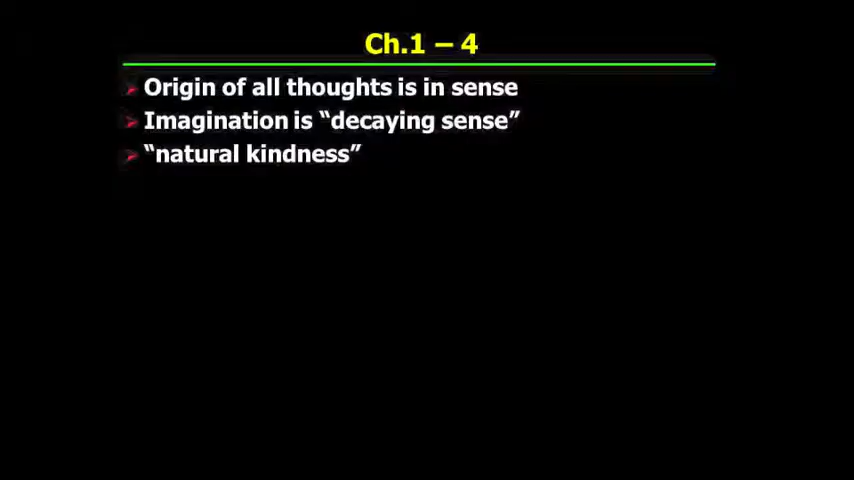 Ch.1 – 4
Origin of all thoughts is in sense
Imagination is “decaying sense”
“natural kindness”